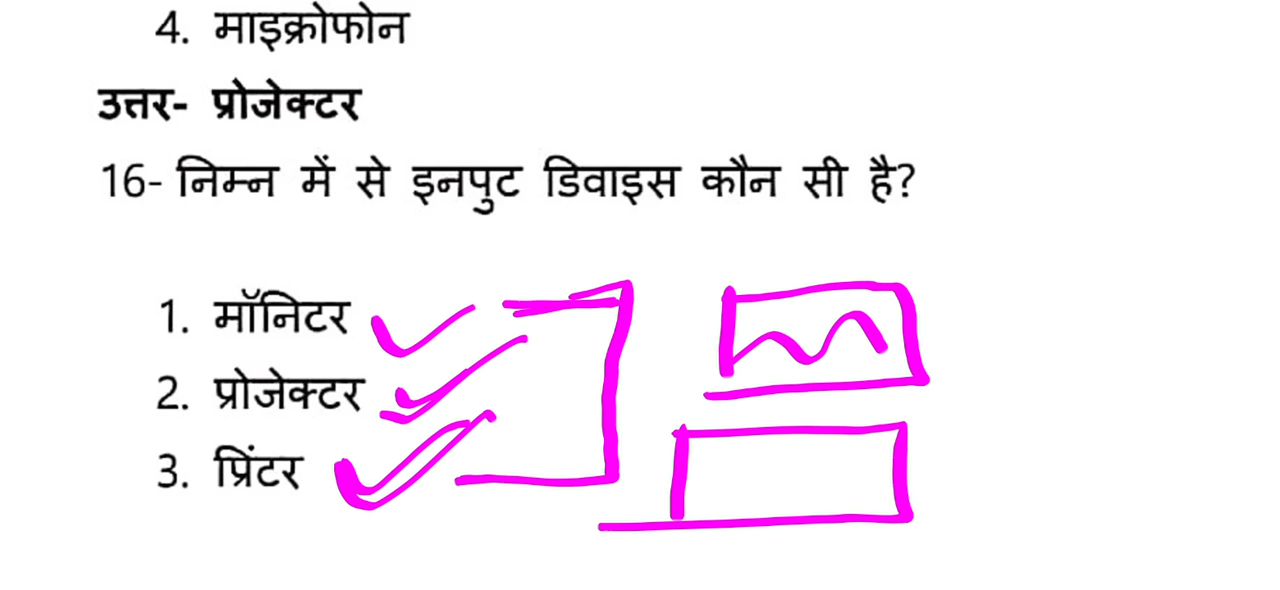 4. माइक्रोफोन
उत्तर- प्रोजेक्टर
16- निम्न में से इनपुट डिवाइस कौन सी है?
1. मॉनिटर
2. प्रोजेक्टर
3. प्रिंटर